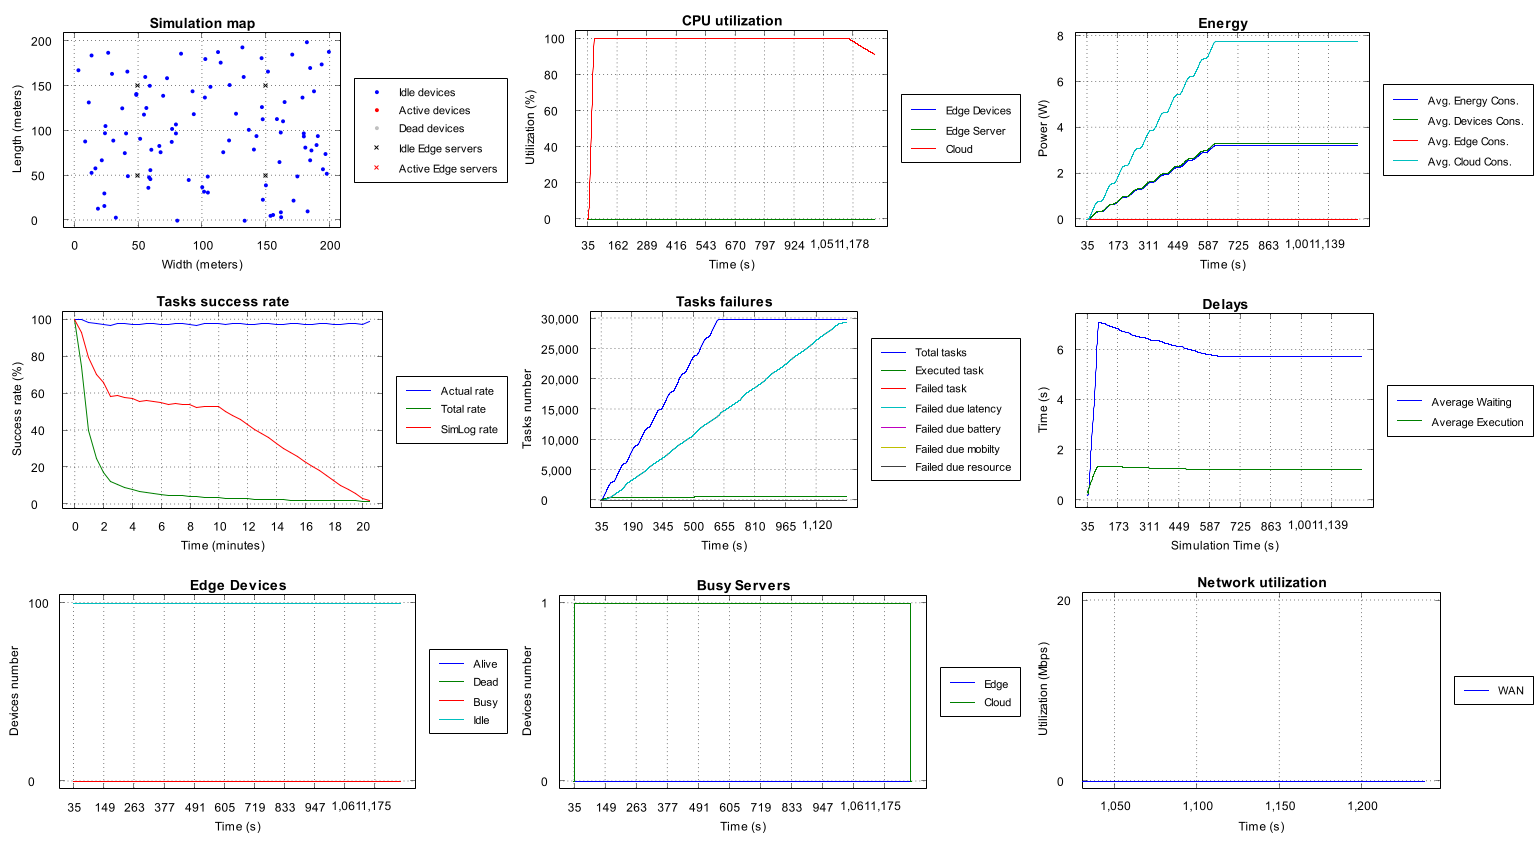 Simulation map
Length (meters)
200
150
100
50
0
0 50 100 150 200
Width (meters)
Idle devices
Active devices
Dead devices
Idle Edge servers
Active Edge servers
CPU utilization
Utilization (%)
100
80
60
40
20
0
35 162 289 416 543 670 797 924 1,051 1,178
Time (s)
Edge Devices
Edge Server
Cloud
Energy
Power (W)
8
6
4
2
0
35 173 311 449 587 725 863 1,001 1,139
Time (s)
Avg. Energy Cons.
Avg. Devices Cons.
Avg. Edge Cons.
Avg. Cloud Cons.
Tasks success rate
Success rate (%)
100
80
60
40
20
0
0 2 4 6 8 10 12 14 16 18 20
Time (minutes)
Actual rate
Total rate
SimLog rate
Tasks failures
Tasks number
30,000
25,000
20,000
15,000
10,000
5,000
0
35 190 345 500 655 810 965 1,120
Time (s)
Total tasks
Executed task
Failed task
Failed due latency
Failed due battery
Failed due mobilty
Failed due resource
Delays
Time (s)
6
4
2
0
35 173 311 449 587 725 863 1,001 1,139
Simulation Time (s)
Average Waiting
Average Execution
Edge Devices
Devices number
100
0
35 149 263 377 491 605 719 833 947 1,061 1,175
Time (s)
Alive
Dead
Busy
Idle
Busy Servers
Devices number
1
0
35 149 263 377 491 605 719 833 947 1,061 1,175
Time (s)
Edge
Cloud
Network utilization
Utilization (Mbps)
20
0
1,050 1,100 1,150 1,200
Time (s)
WAN